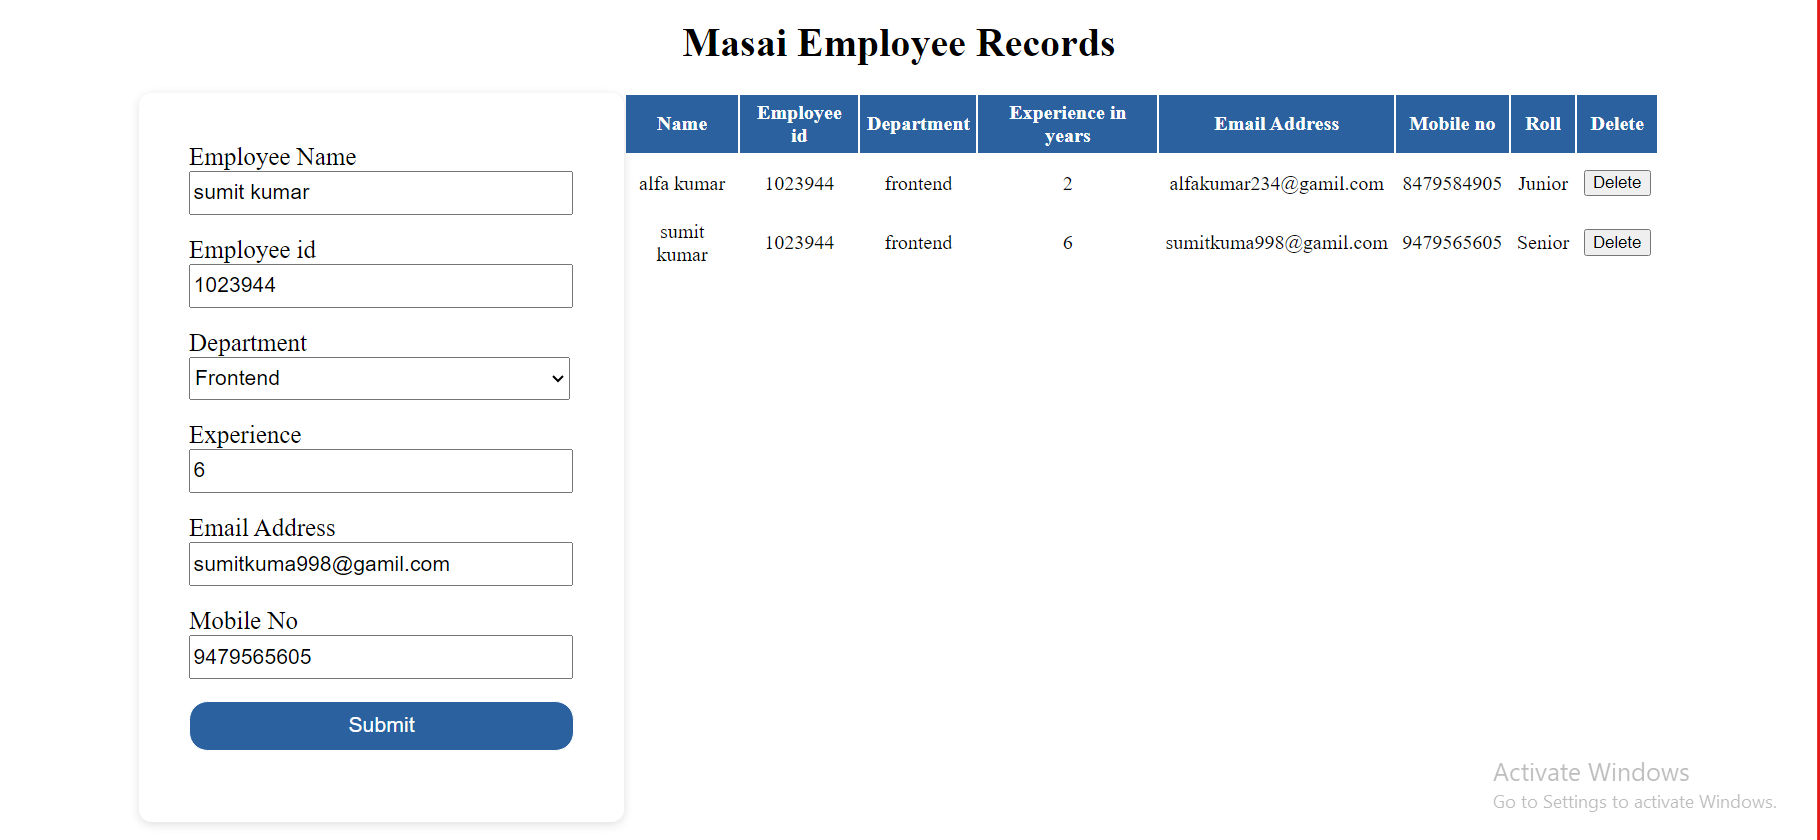 Masai Employee Records
Employee Name
sumit kumar
Employee id
1023944
Department
Frontend
Experience
6
Email Address
sumitkuma998@gamil.com
Mobile No
9479565605
Submit
Name Employee id Department Experience in years Email Address Mobile no Roll Delete
alfa kumar 1023944 frontend 2 alfakumar234@gamil.com 8479584905 Junior Delete
sumit kumar 1023944 frontend 6 sumitkuma998@gamil.com 9479565605 Senior Delete
Activate Windows
Go to Settings to activate Windows.